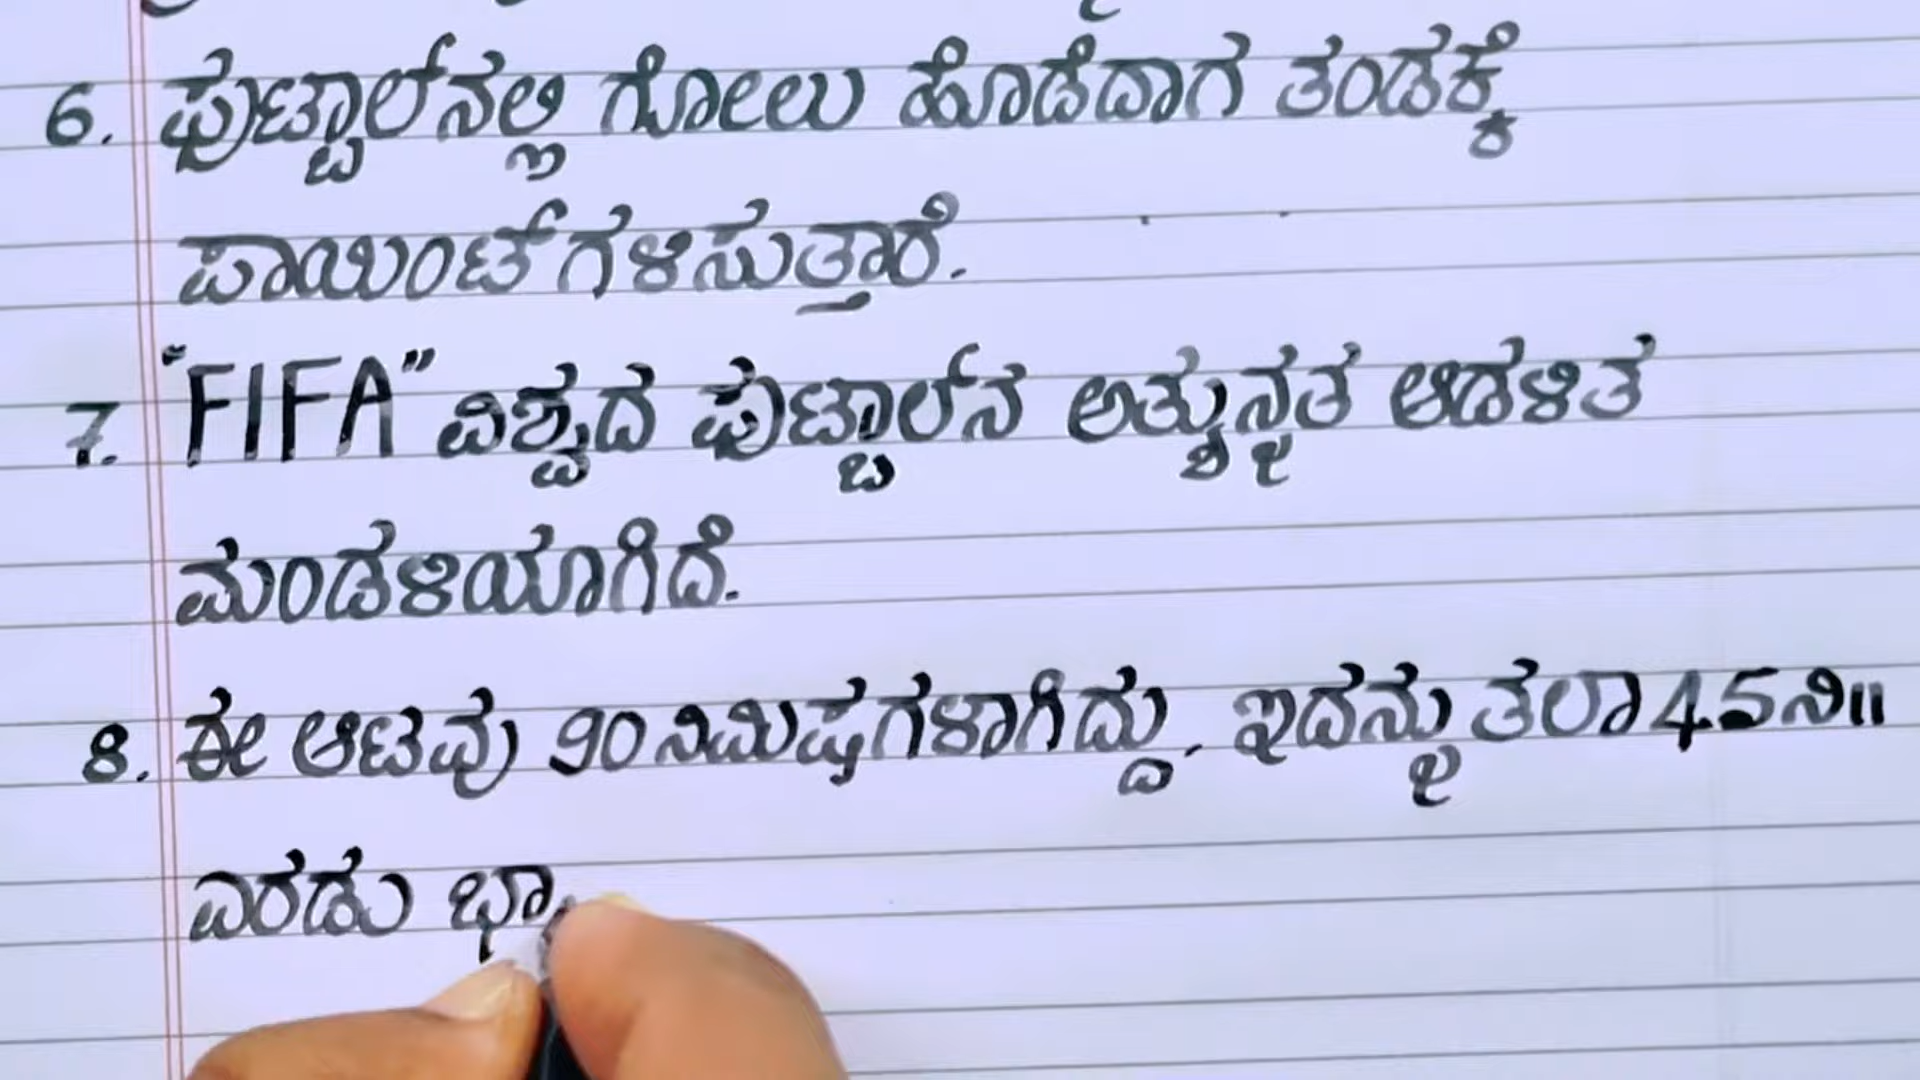 6. ಫುಟ್ಬಾಲ್‌ನಲ್ಲಿ ಗೋಲು ಹೊಡೆದಾಗ ತಂಡಕ್ಕೆ
ಪಾಯಿಂಟ್ ಗಳಿಸುತ್ತಾರೆ.
7. "FIFA" ವಿಶ್ವದ ಫುಟ್ಬಾಲ್‌ನ ಅತ್ಯುನ್ನತ ಆಡಳಿತ
ಮಂಡಳಿಯಾಗಿದೆ.
8. ಈ ಆಟವು 90 ನಿಮಿಷಗಳಾಗಿದ್ದು, ಇದನ್ನು ತಲಾ 45 ನಿ॥
ಎರಡು ಭಾ